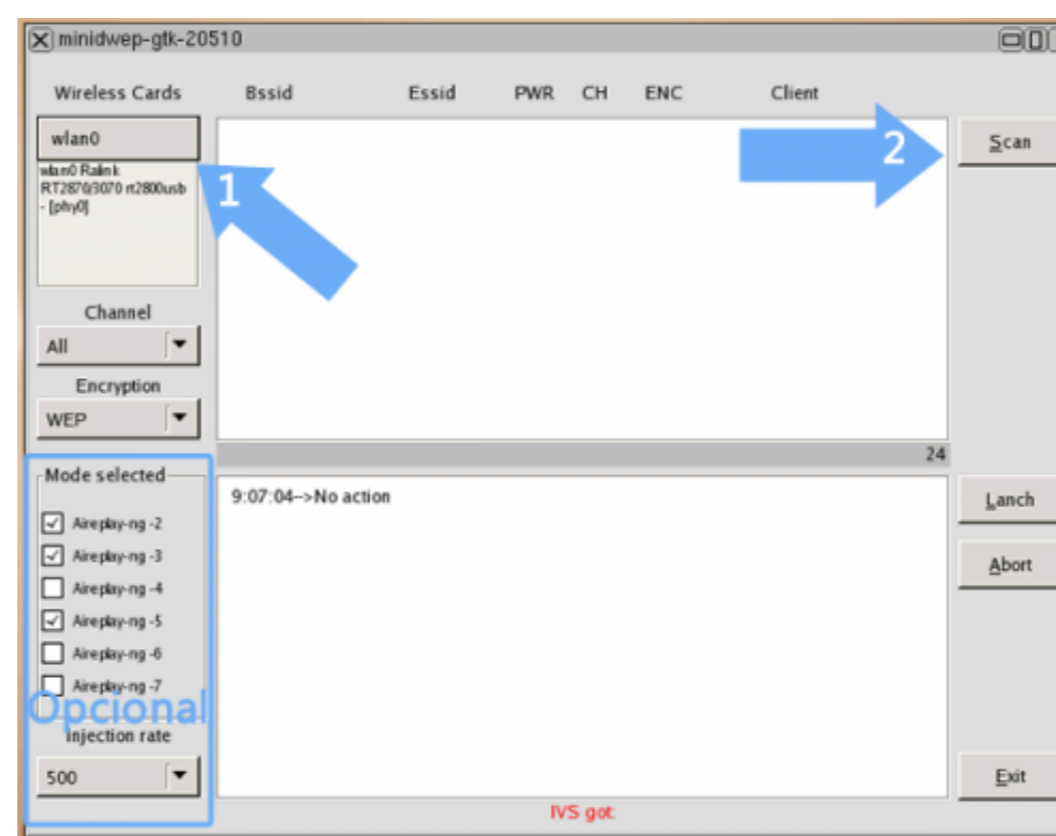 minidwep-gtk-20510
Wireless Cards Bssid Essid PWR CH ENC Client
wlan0
wlan0 Ralink
RT2870/3070 rt2800usb
- [phy0]
1
2
Scan
Channel
All
Encryption
WEP
24
Mode selected
9:07:04-->No action
Aireplay-ng -2
Aireplay-ng -3
Aireplay-ng -4
Aireplay-ng -5
Aireplay-ng -6
Aireplay-ng -7
Opcional
Injection rate
500
Lanch
Abort
Exit
IVS got: